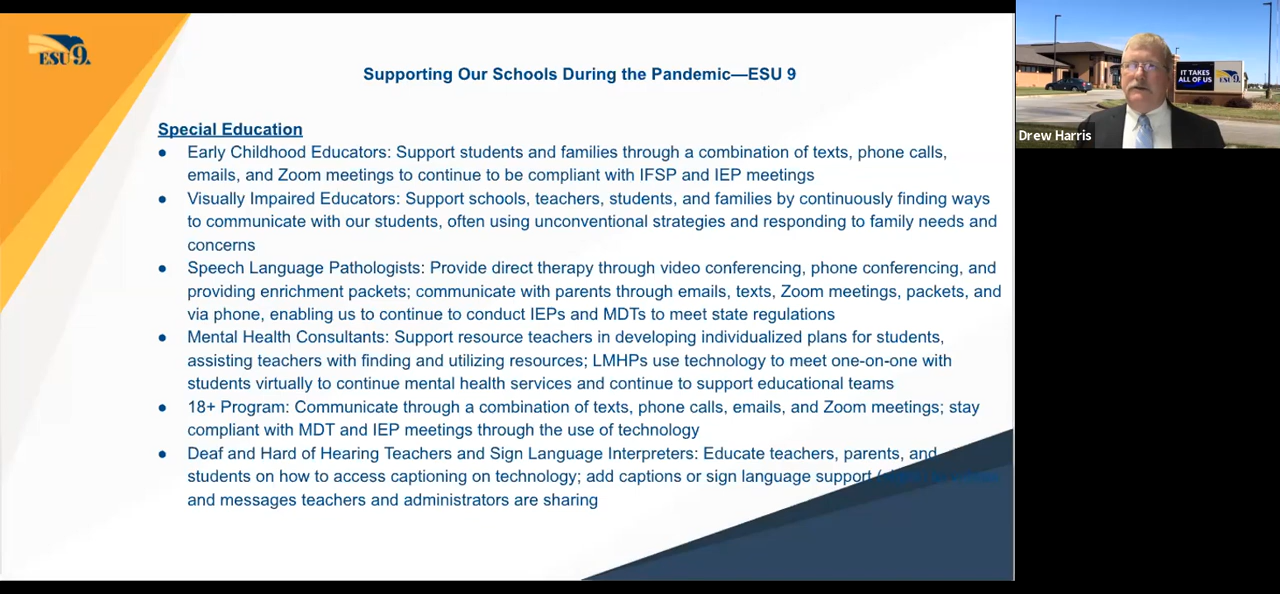 ESU 9
Supporting Our Schools During the Pandemic—ESU 9
IT TAKES
ALL OF US
ESU 9
Drew Harris
Special Education
● Early Childhood Educators: Support students and families through a combination of texts, phone calls,
emails, and Zoom meetings to continue to be compliant with IFSP and IEP meetings
● Visually Impaired Educators: Support schools, teachers, students, and families by continuously finding ways
to communicate with our students, often using unconventional strategies and responding to family needs and
concerns
● Speech Language Pathologists: Provide direct therapy through video conferencing, phone conferencing, and
providing enrichment packets; communicate with parents through emails, texts, Zoom meetings, packets, and
via phone, enabling us to continue to conduct IEPs and MDTs to meet state regulations
● Mental Health Consultants: Support resource teachers in developing individualized plans for students,
assisting teachers with finding and utilizing resources; LMHPs use technology to meet one-on-one with
students virtually to continue mental health services and continue to support educational teams
● 18+ Program: Communicate through a combination of texts, phone calls, emails, and Zoom meetings; stay
compliant with MDT and IEP meetings through the use of technology
● Deaf and Hard of Hearing Teachers and Sign Language Interpreters: Educate teachers, parents, and
students on how to access captioning on technology; add captions or sign language support
and messages teachers and administrators are sharing